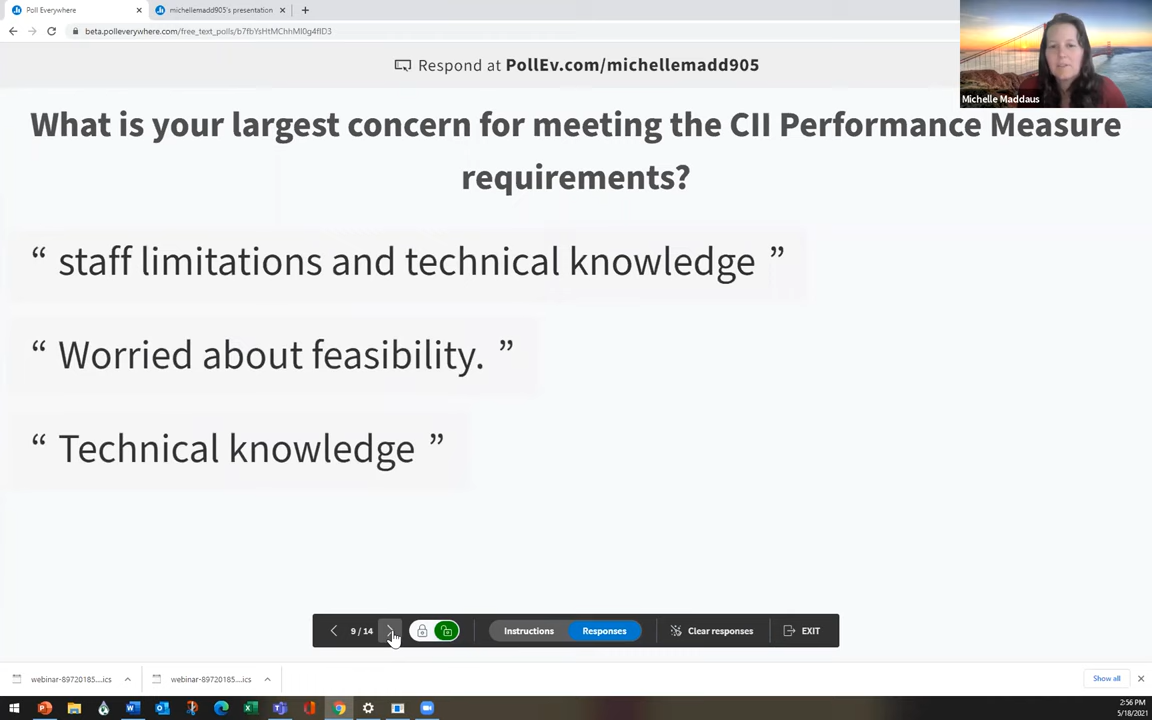 Poll Everywhere
michellemadd905's presentation
beta.polleverywhere.com/free_text_polls/b7fbYsHtMChhMl0g4flD3
Respond at PollEv.com/michellemadd905
Michelle Maddaus
What is your largest concern for meeting the CII Performance Measure
requirements?
“ staff limitations and technical knowledge ”
“ Worried about feasibility. ”
“ Technical knowledge ”
9 / 14
Instructions
Responses
Clear responses
EXIT
webinar-89720185....ics
webinar-89720185....ics
Show all
2:56 PM
5/18/2021